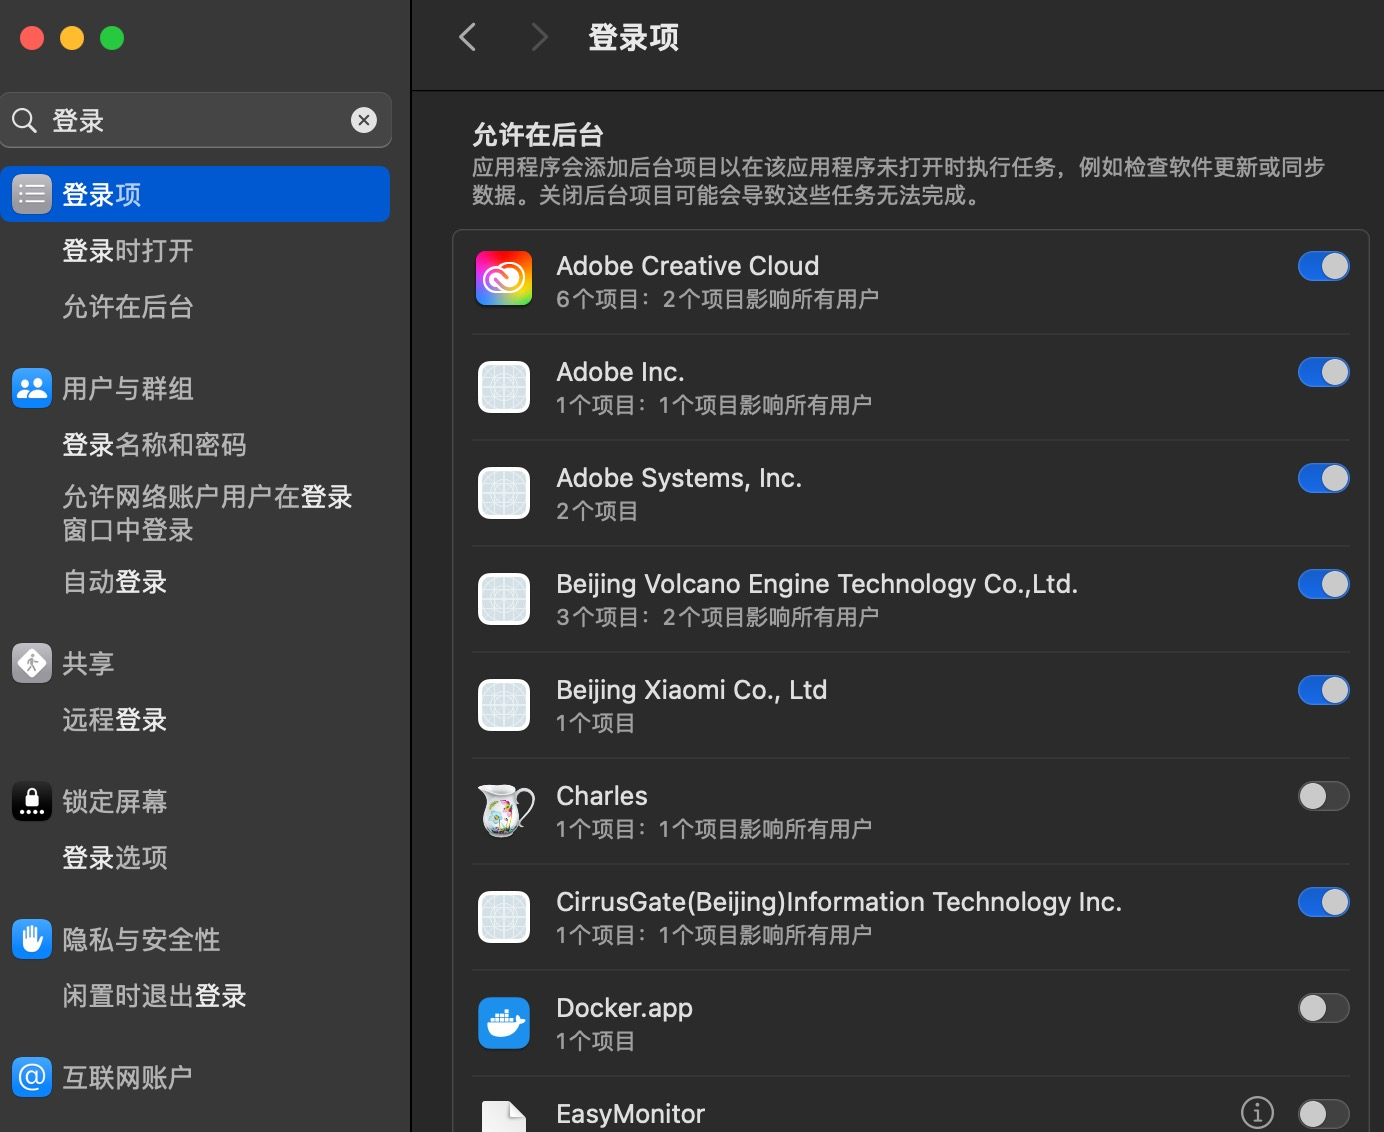 登录
登录项
登录时打开
允许在后台
用户与群组
登录名称和密码
允许网络账户用户在登录
窗口中登录
自动登录
共享
远程登录
锁定屏幕
登录选项
隐私与安全性
闲置时退出登录
@
互联网账户
登录项
允许在后台
应用程序会添加后台项目以在该应用程序未打开时执行任务，例如检查软件更新或同步
数据。关闭后台项目可能会导致这些任务无法完成。
Adobe Creative Cloud
6个项目：2个项目影响所有用户
Adobe Inc.
1个项目：1个项目影响所有用户
Adobe Systems, Inc.
2个项目
Beijing Volcano Engine Technology Co.,Ltd.
3个项目：2个项目影响所有用户
Beijing Xiaomi Co., Ltd
1个项目
Charles
1个项目：1个项目影响所有用户
CirrusGate(Beijing)Information Technology Inc.
1个项目：1个项目影响所有用户
Docker.app
1个项目
EasyMonitor